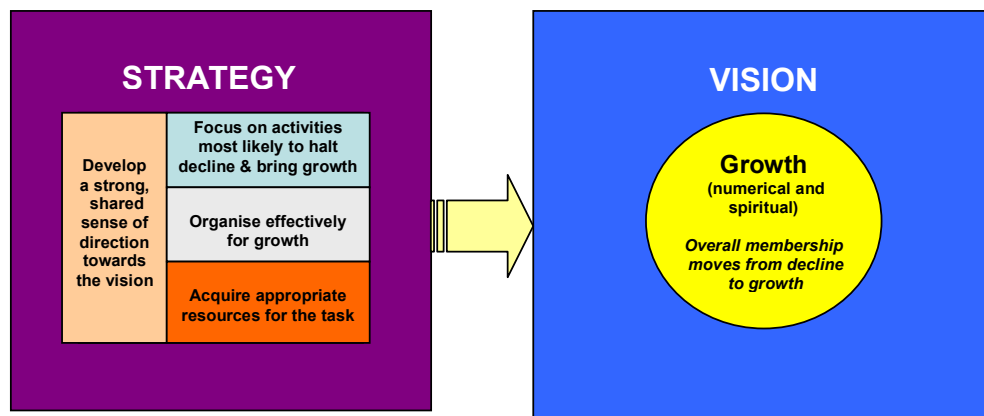 STRATEGY
Develop
a strong,
shared
sense of
direction
towards
the vision
Focus on activities
most likely to halt
decline & bring growth
Organise effectively
for growth
Acquire appropriate
resources for the task
VISION
Growth
(numerical and
spiritual)
Overall membership
moves from decline
to growth